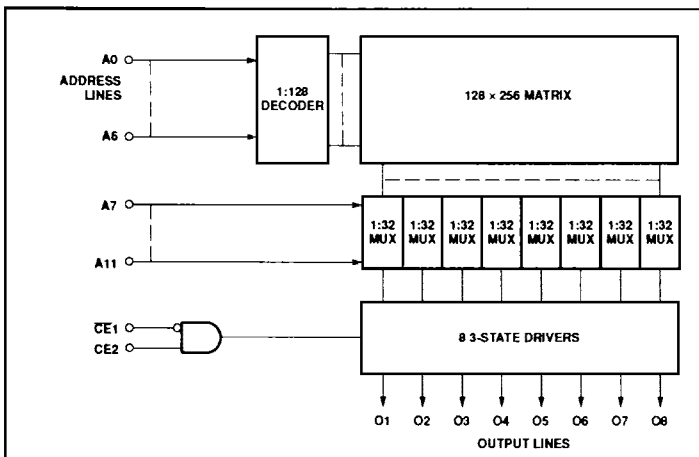 A0
ADDRESS
LINES
A6
1:128
DECODER
128 × 256 MATRIX
A7
A11
1:32
MUX
1:32
MUX
1:32
MUX
1:32
MUX
1:32
MUX
1:32
MUX
1:32
MUX
1:32
MUX
C̅E̅1
CE2
8 3-STATE DRIVERS
O1 O2 O3 O4 O5 O6 O7 O8
OUTPUT LINES